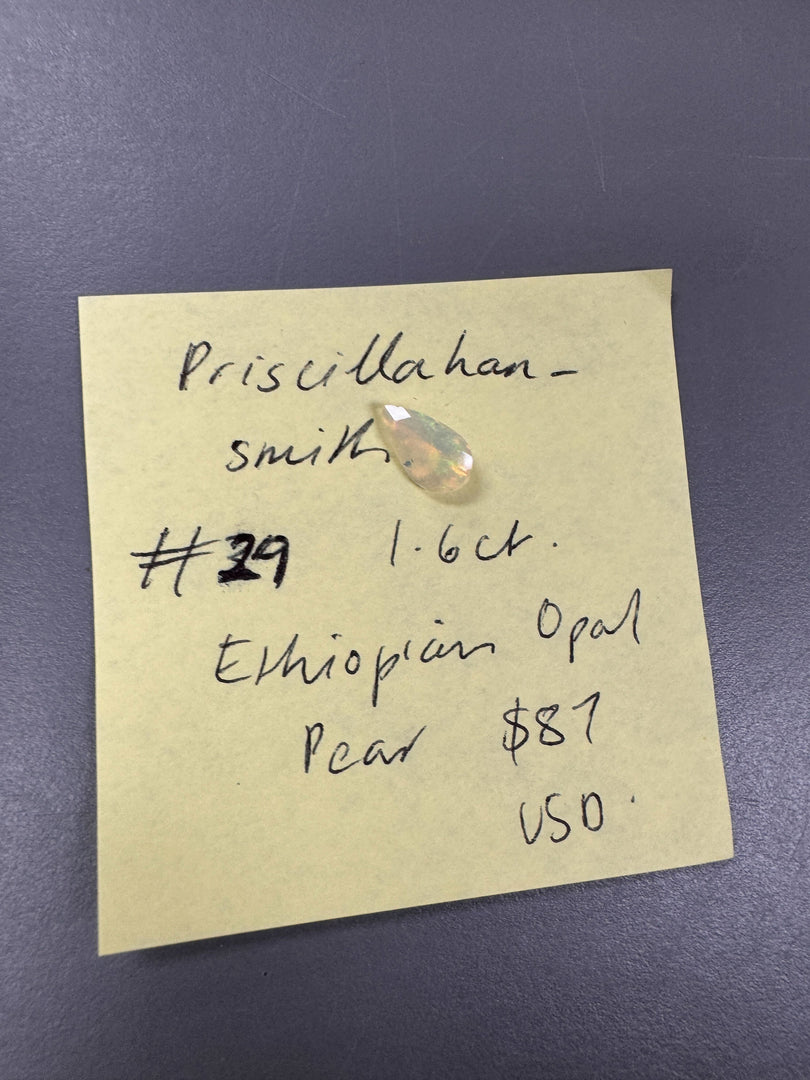 Priscillahan-
smith
#29 1.6ct.
Ethiopian Opal
Pear $87
USD.